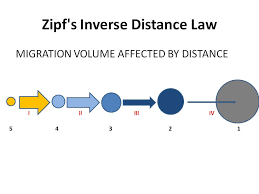 Zipf's Inverse Distance Law
MIGRATION VOLUME AFFECTED BY DISTANCE
I II III IV
5 4 3 2 1